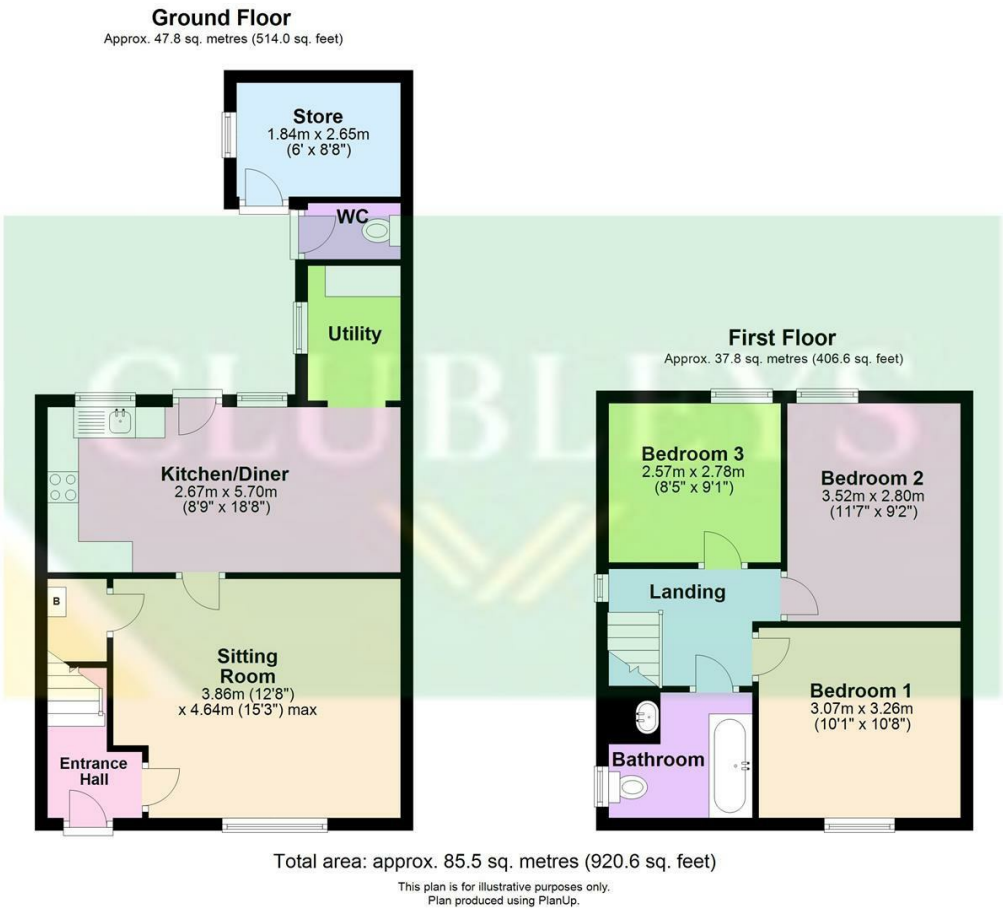 Ground Floor
Approx. 47.8 sq. metres (514.0 sq. feet)
Store
1.84m x 2.65m
(6' x 8'8")
WC
Utility
Kitchen/Diner
2.67m x 5.70m
(8'9" x 18'8")
B
Sitting
Room
3.86m (12'8")
x 4.64m (15'3") max
Entrance
Hall
First Floor
Approx. 37.8 sq. metres (406.6 sq. feet)
Bedroom 3
2.57m x 2.78m
(8'5" x 9'1")
Bedroom 2
3.52m x 2.80m
(11'7" x 9'2")
Landing
Bedroom 1
3.07m x 3.26m
(10'1" x 10'8")
Bathroom
CLUBLEYS
Total area: approx. 85.5 sq. metres (920.6 sq. feet)
This plan is for illustrative purposes only.
Plan produced using PlanUp.